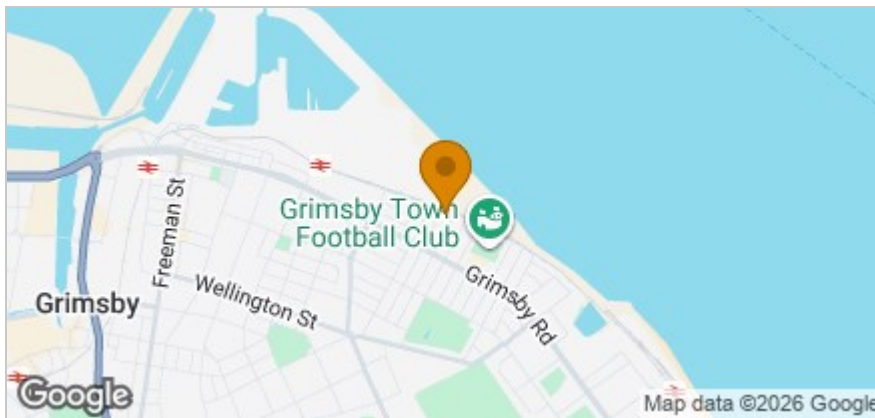 Freeman St
Grimsby Town
Football Club
Wellington St
Grimsby Rd
Grimsby
Google
Map data ©2026 Google